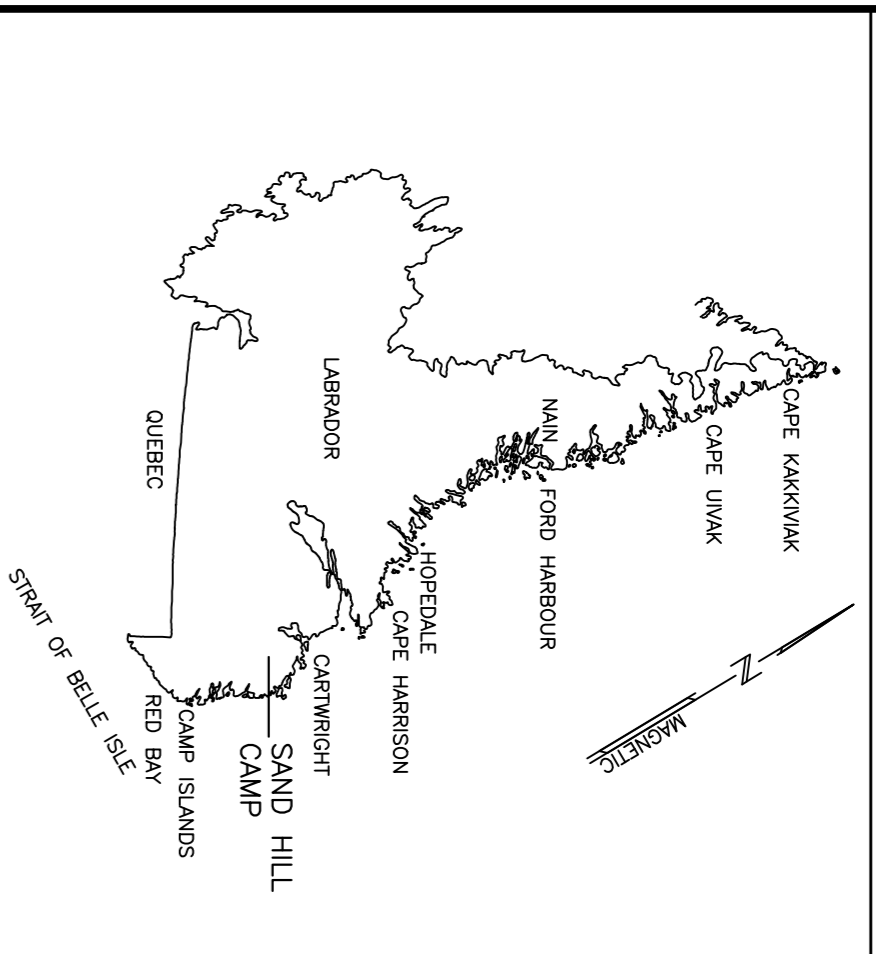 CAPE KAKKIVIAK
CAPE UIVAK
NAIN
FORD HARBOUR
HOPEDALE
CAPE HARRISON
LABRADOR
CARTWRIGHT
SAND HILL
CAMP
CAMP ISLANDS
RED BAY
QUEBEC
STRAIT OF BELLE ISLE
N
MAGNETIC